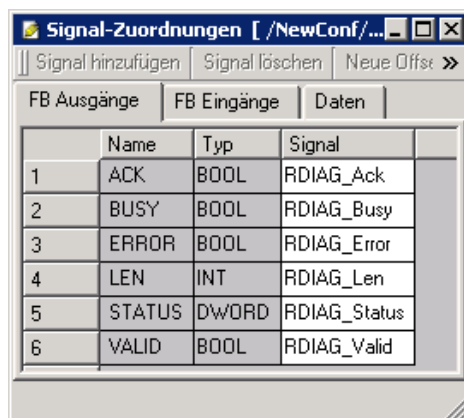 Signal-Zuordnungen [ /NewConf/...
Signal hinzufügen Signal löschen Neue Offse »
FB Ausgänge FB Eingänge Daten
Name Typ Signal
1 ACK BOOL RDIAG_Ack
2 BUSY BOOL RDIAG_Busy
3 ERROR BOOL RDIAG_Error
4 LEN INT RDIAG_Len
5 STATUS DWORD RDIAG_Status
6 VALID BOOL RDIAG_Valid